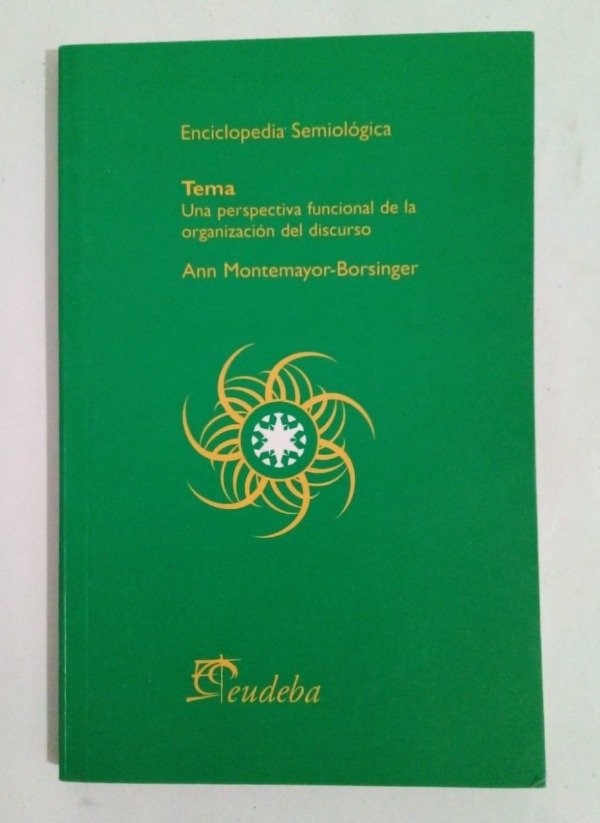 Enciclopedia Semiológica
Tema
Una perspectiva funcional de la
organización del discurso
Ann Montemayor-Borsinger
eudeba